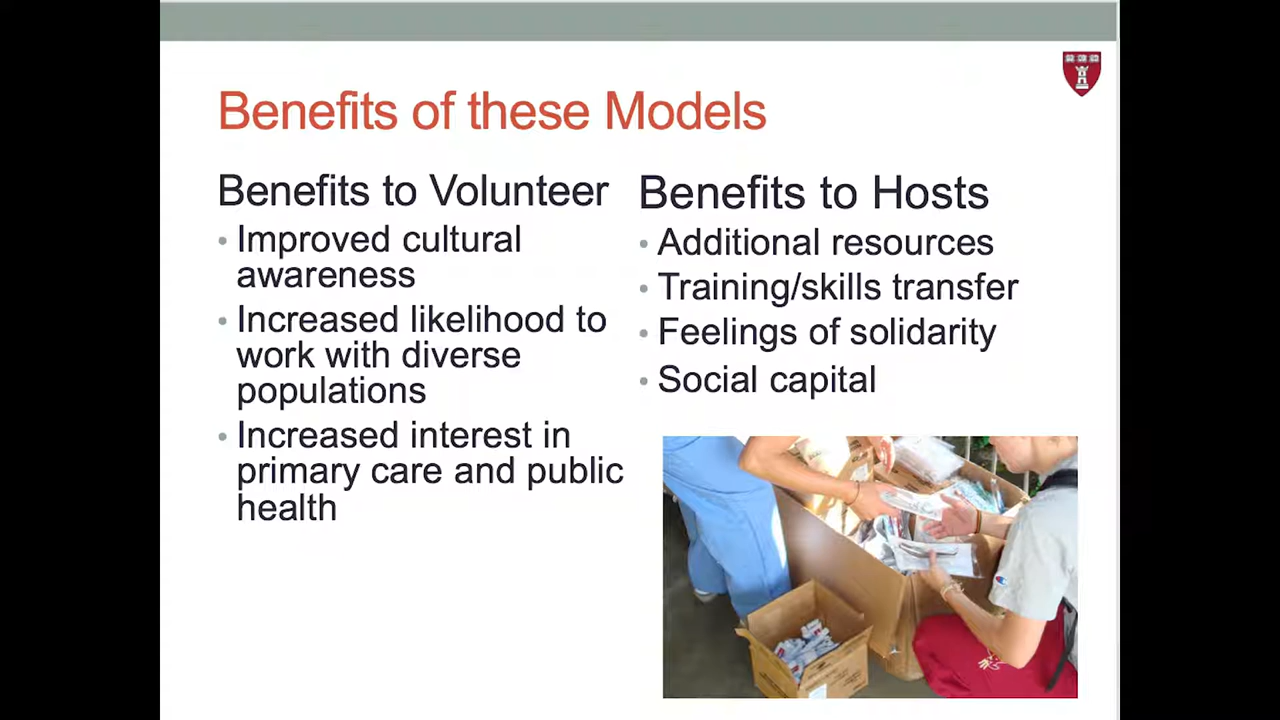 Benefits of these Models
Benefits to Volunteer
• Improved cultural
awareness
• Increased likelihood to
work with diverse
populations
• Increased interest in
primary care and public
health
Benefits to Hosts
• Additional resources
• Training/skills transfer
• Feelings of solidarity
• Social capital